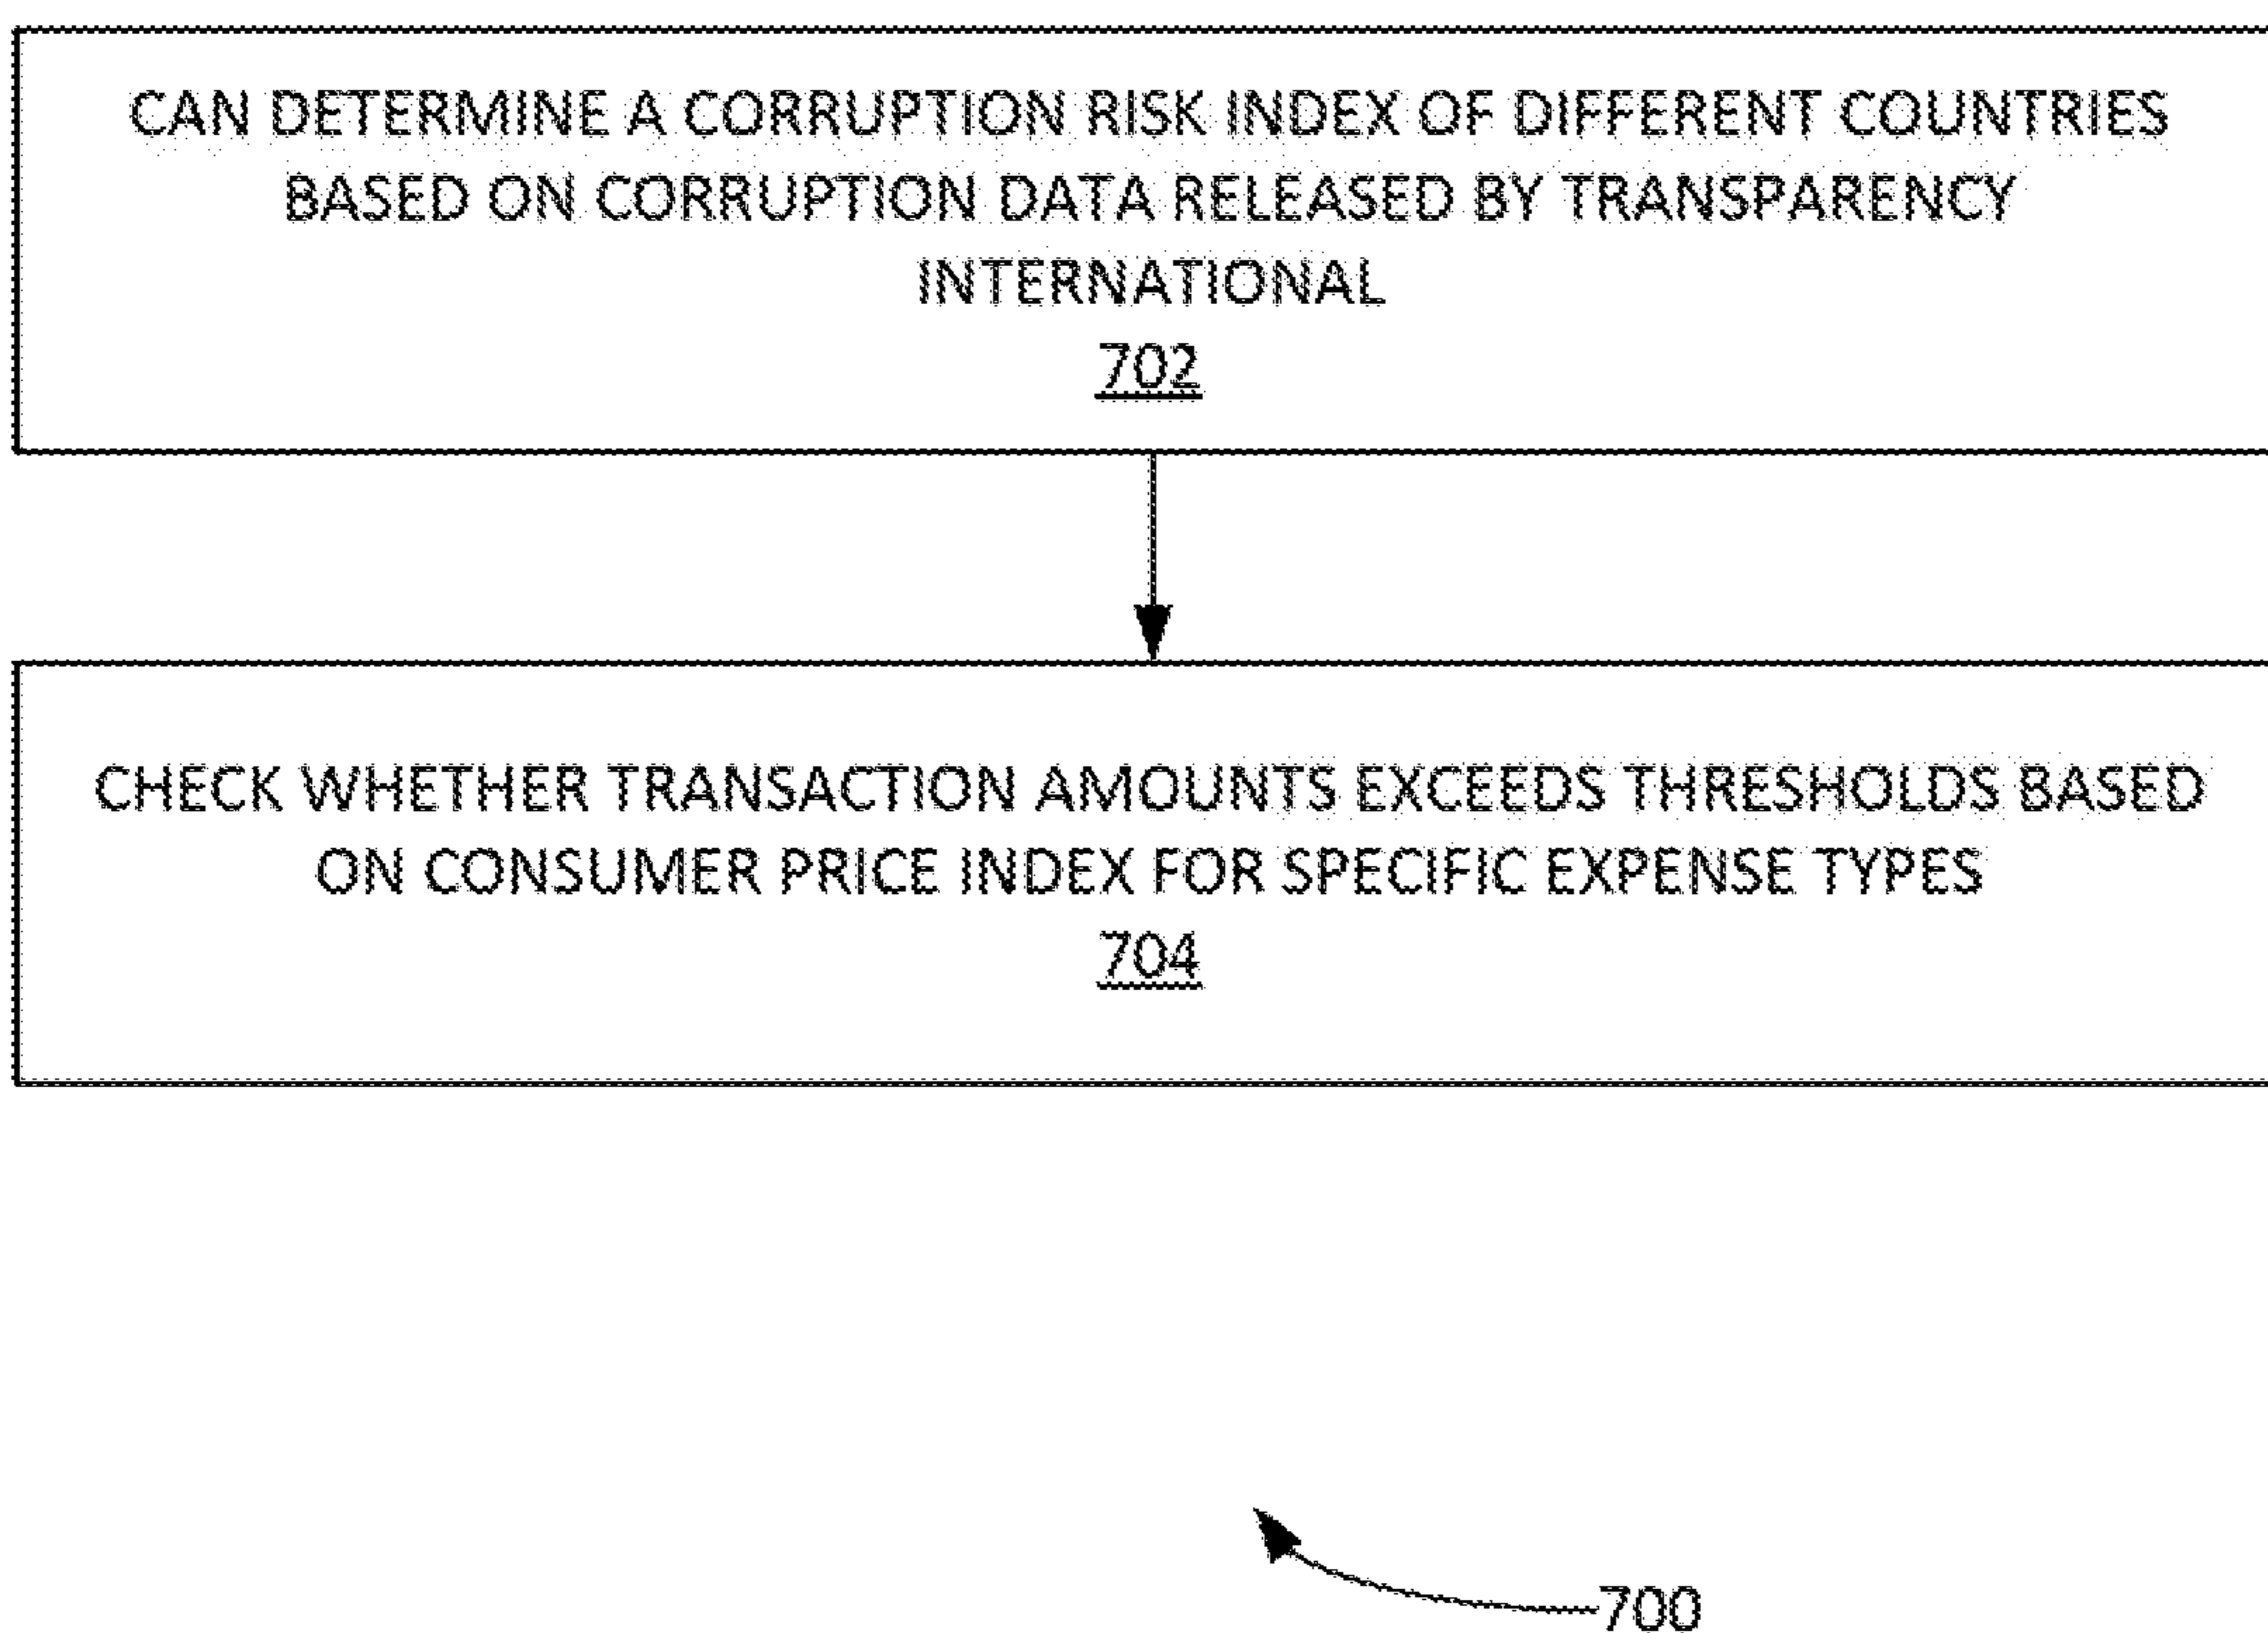 CAN DETERMINE A CORRUPTION RISK INDEX OF DIFFERENT COUNTRIES
BASED ON CORRUPTION DATA RELEASED BY TRANSPARENCY
INTERNATIONAL
702
CHECK WHETHER TRANSACTION AMOUNTS EXCEEDS THRESHOLDS BASED
ON CONSUMER PRICE INDEX FOR SPECIFIC EXPENSE TYPES
704
700